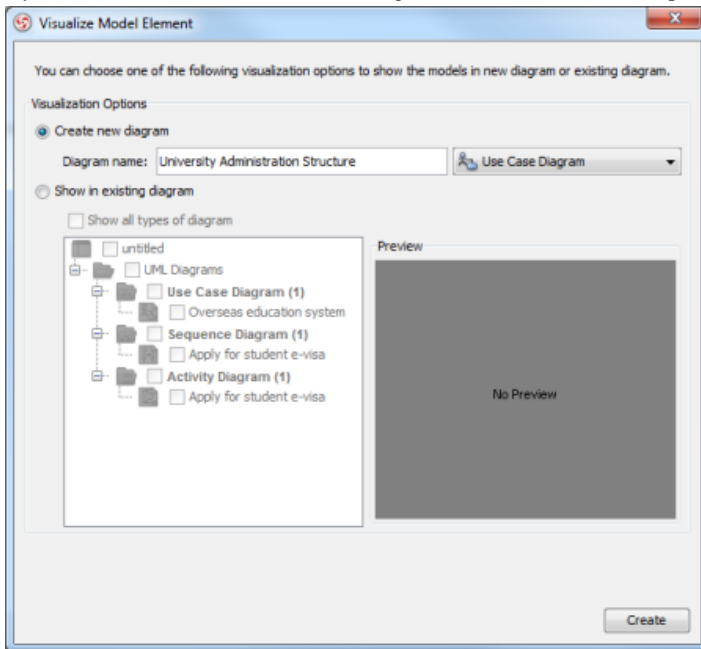 Visualize Model Element
You can choose one of the following visualization options to show the models in new diagram or existing diagram.
Visualization Options
Create new diagram
Diagram name: University Administration Structure Use Case Diagram
Show in existing diagram
Show all types of diagram
untitled
Preview
UML Diagrams
Use Case Diagram (1)
Overseas education system
Sequence Diagram (1)
Apply for student e-visa
Activity Diagram (1)
Apply for student e-visa
No Preview
Create